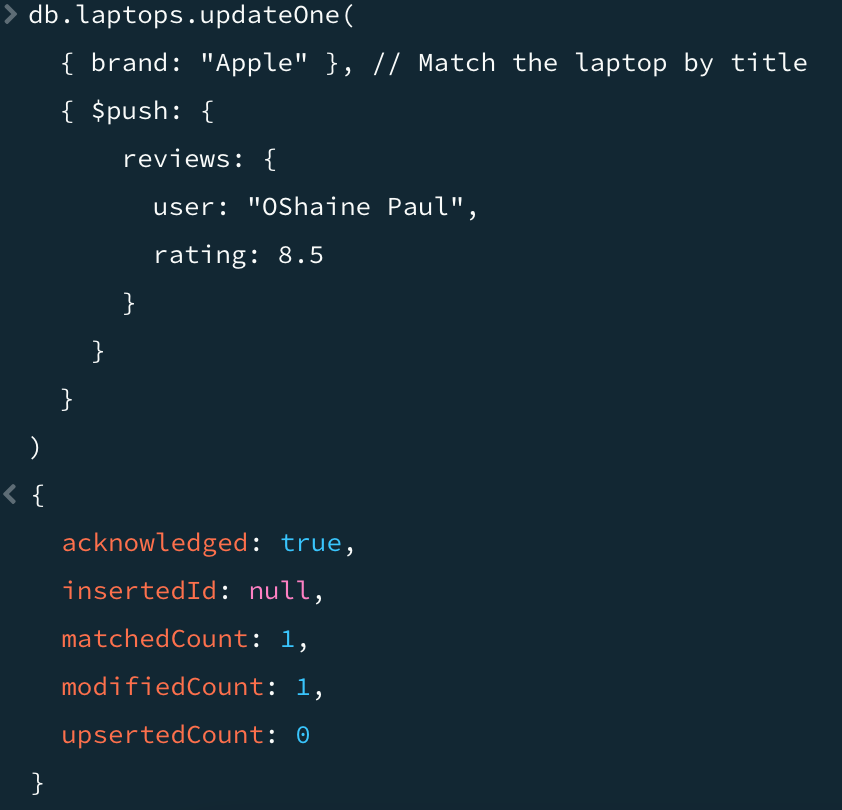 db.laptops.updateOne(
{ brand: "Apple" }, // Match the laptop by title
{ $push: {
reviews: {
user: "OShaine Paul",
rating: 8.5
}
}
}
)
{
acknowledged: true,
insertedId: null,
matchedCount: 1,
modifiedCount: 1,
upsertedCount: 0
}